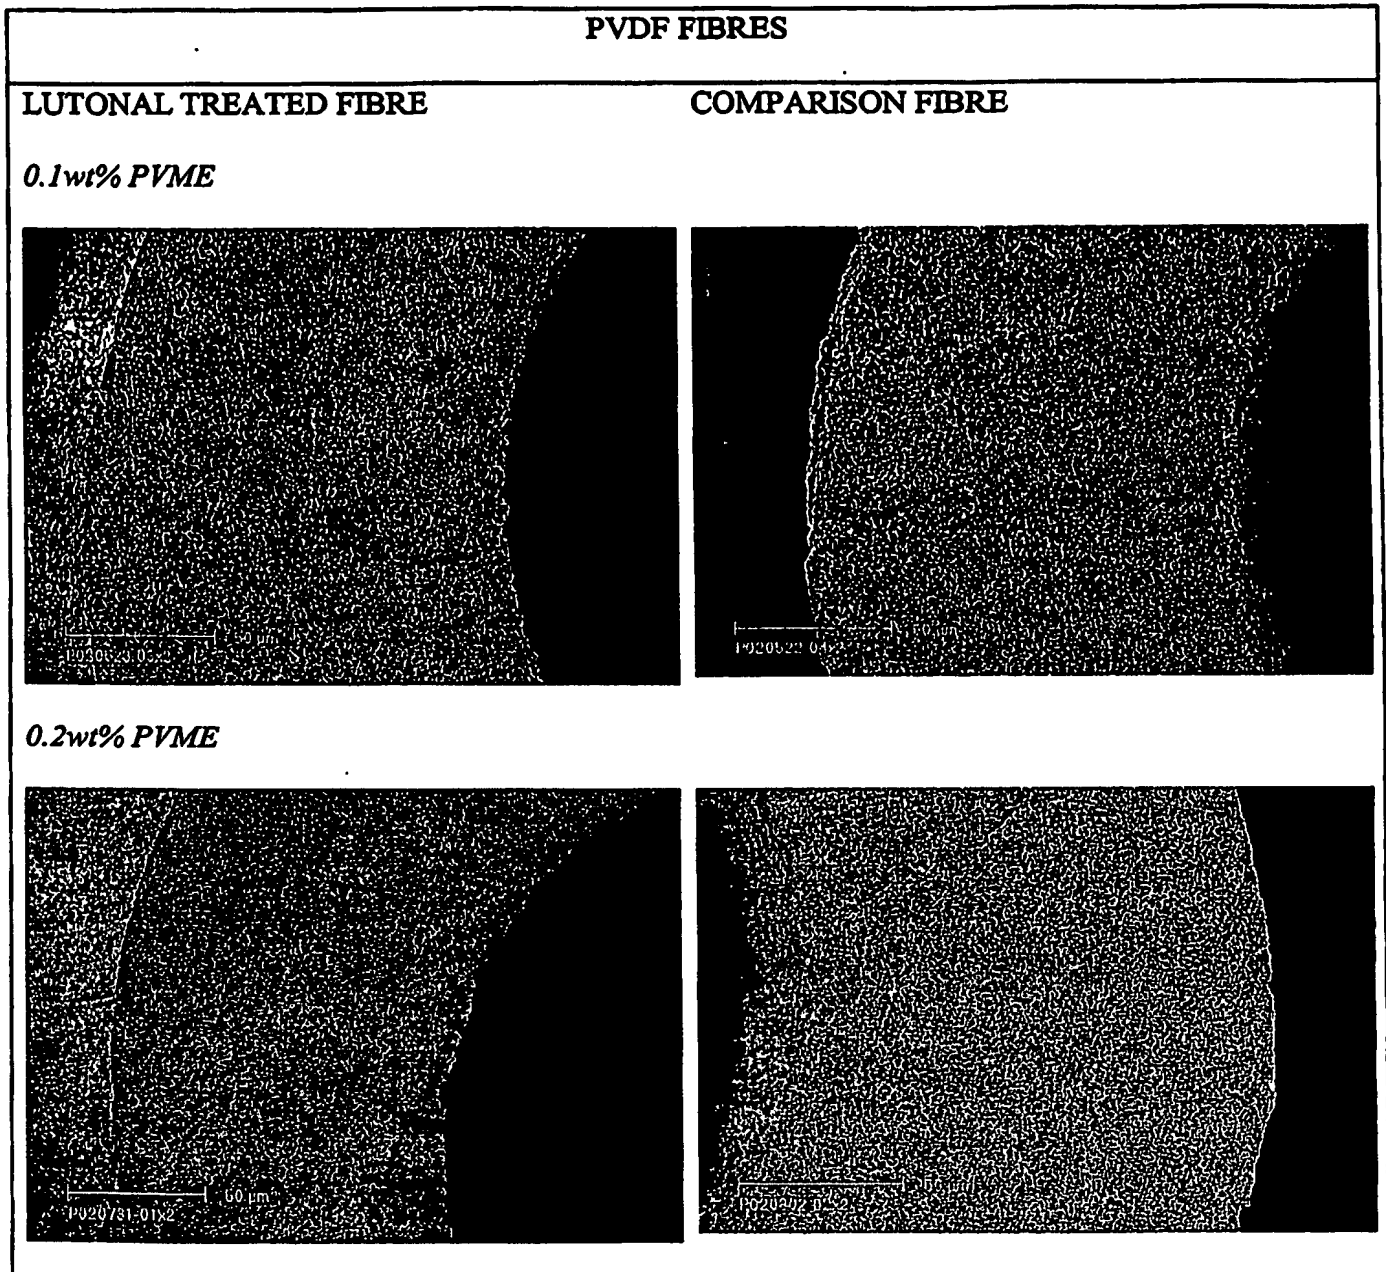 PVDF FIBRES
LUTONAL TREATED FIBRE
COMPARISON FIBRE
0.1wt% PVME
0.2wt% PVME
60 µm
P020731-01x2